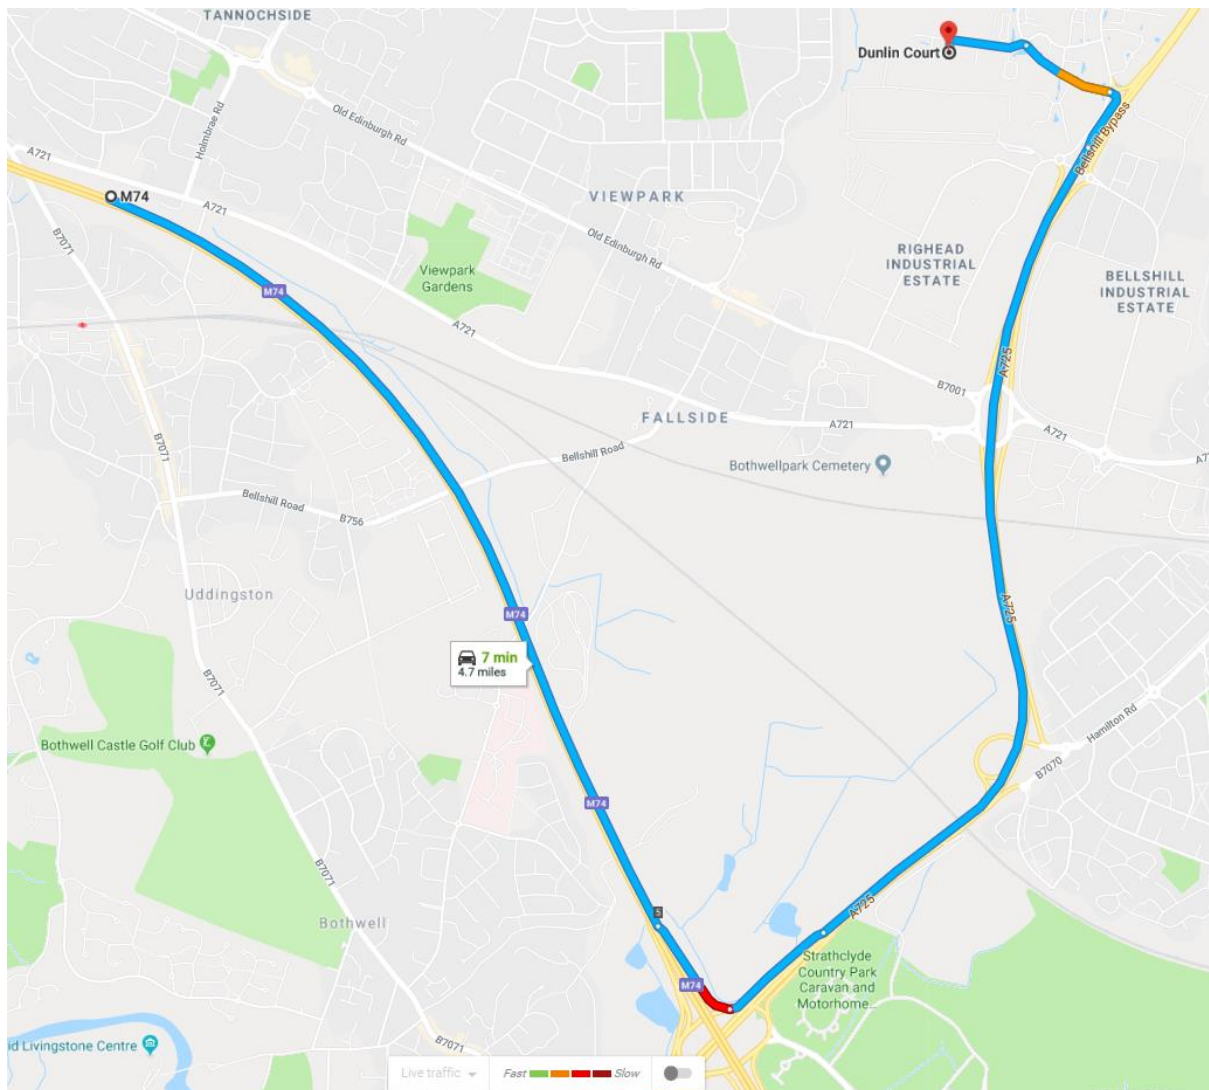 TANNOCHSIDE
Dunlin Court
Holmbrae Rd
Old Edinburgh Rd
Bellshill Bypass
A721
M74
A721
VIEWPARK
B7071
Old Edinburgh Rd
RIGHEAD
INDUSTRIAL
ESTATE
Viewpark
Gardens
BELLSHILL
INDUSTRIAL
ESTATE
M74
A721
A725
B7001
FALLSIDE
A721
A721
B7071
Bellshill Road
Bothwellpark Cemetery
Bellshill Road
B756
Uddingston
A725
M74
7 min
4.7 miles
B7071
Hamilton Rd
Bothwell Castle Golf Club
B7070
M74
B7071
5
A725
Bothwell
Strathclyde
Country Park
Caravan and
Motorhome...
M74
id Livingstone Centre
B7071
Live traffic
Fast
Slow